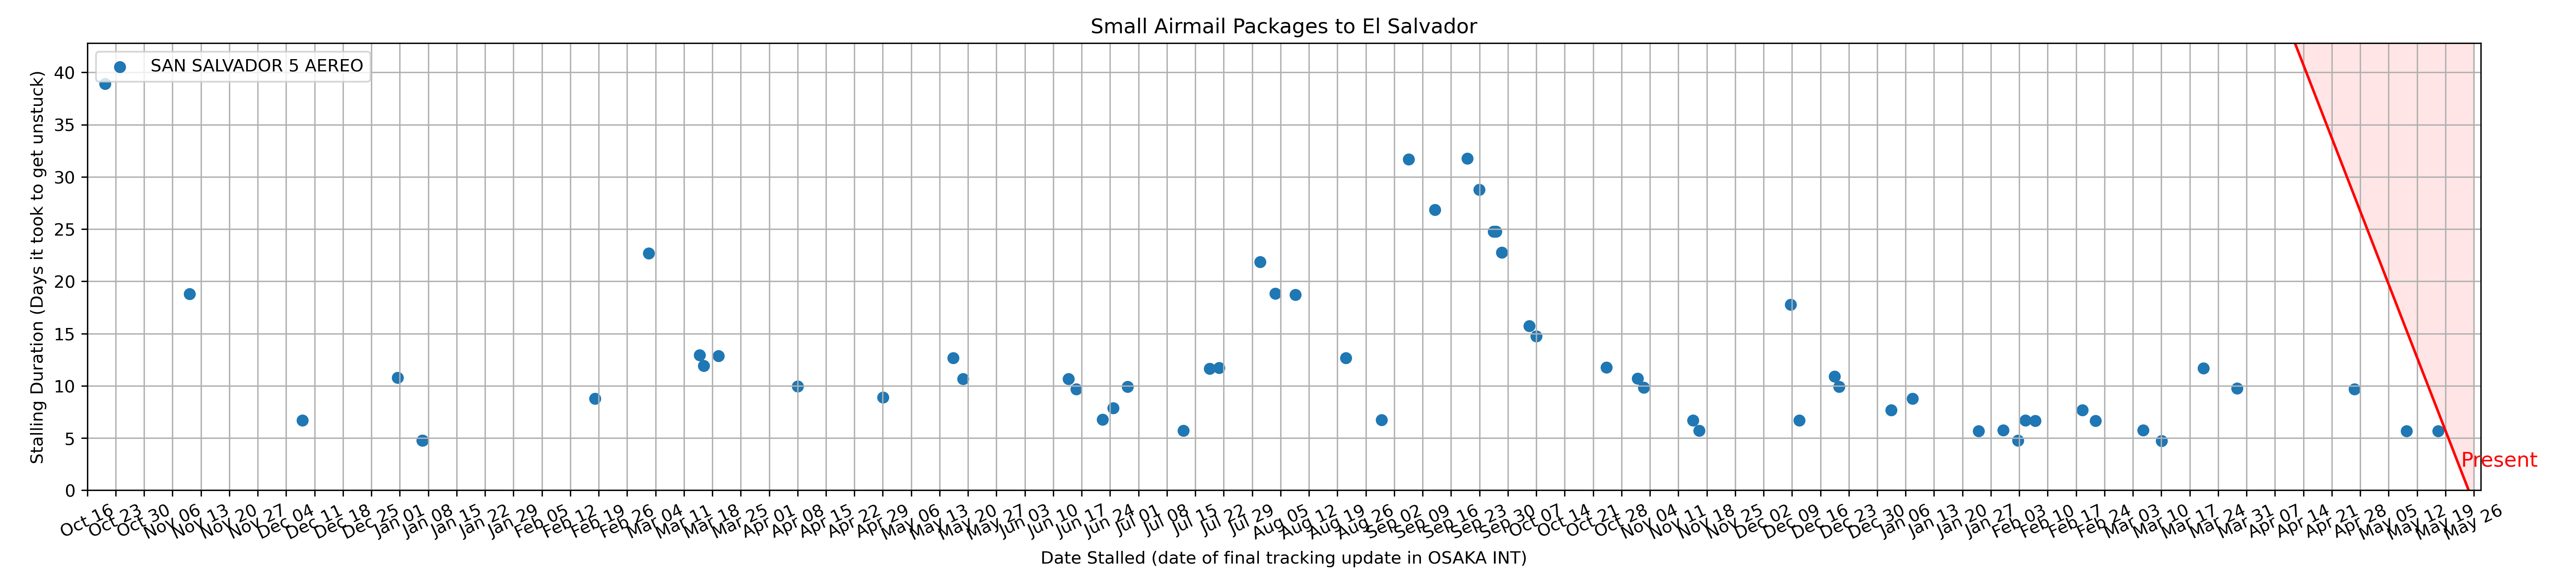 Small Airmail Packages to El Salvador
SAN SALVADOR 5 AEREO
Stalling Duration (Days it took to get unstuck)
40
35
30
25
20
15
10
5
0
Present
Oct 16
Oct 23
Oct 30
Nov 06
Nov 13
Nov 20
Nov 27
Dec 04
Dec 11
Dec 18
Dec 25
Jan 01
Jan 08
Jan 15
Jan 22
Jan 29
Feb 05
Feb 12
Feb 19
Feb 26
Mar 04
Mar 11
Mar 18
Mar 25
Apr 01
Apr 08
Apr 15
Apr 22
Apr 29
May 06
May 13
May 20
May 27
Jun 03
Jun 10
Jun 17
Jun 24
Jul 01
Jul 08
Jul 15
Jul 22
Jul 29
Aug 05
Aug 12
Aug 19
Aug 26
Sep 02
Sep 09
Sep 16
Sep 23
Sep 30
Oct 07
Oct 14
Oct 21
Oct 28
Nov 04
Nov 11
Nov 18
Nov 25
Dec 02
Dec 09
Dec 16
Dec 23
Dec 30
Jan 06
Jan 13
Jan 20
Jan 27
Feb 03
Feb 10
Feb 17
Feb 24
Mar 03
Mar 10
Mar 17
Mar 24
Mar 31
Apr 07
Apr 14
Apr 21
Apr 28
May 05
May 12
May 19
May 26
Date Stalled (date of final tracking update in OSAKA INT)